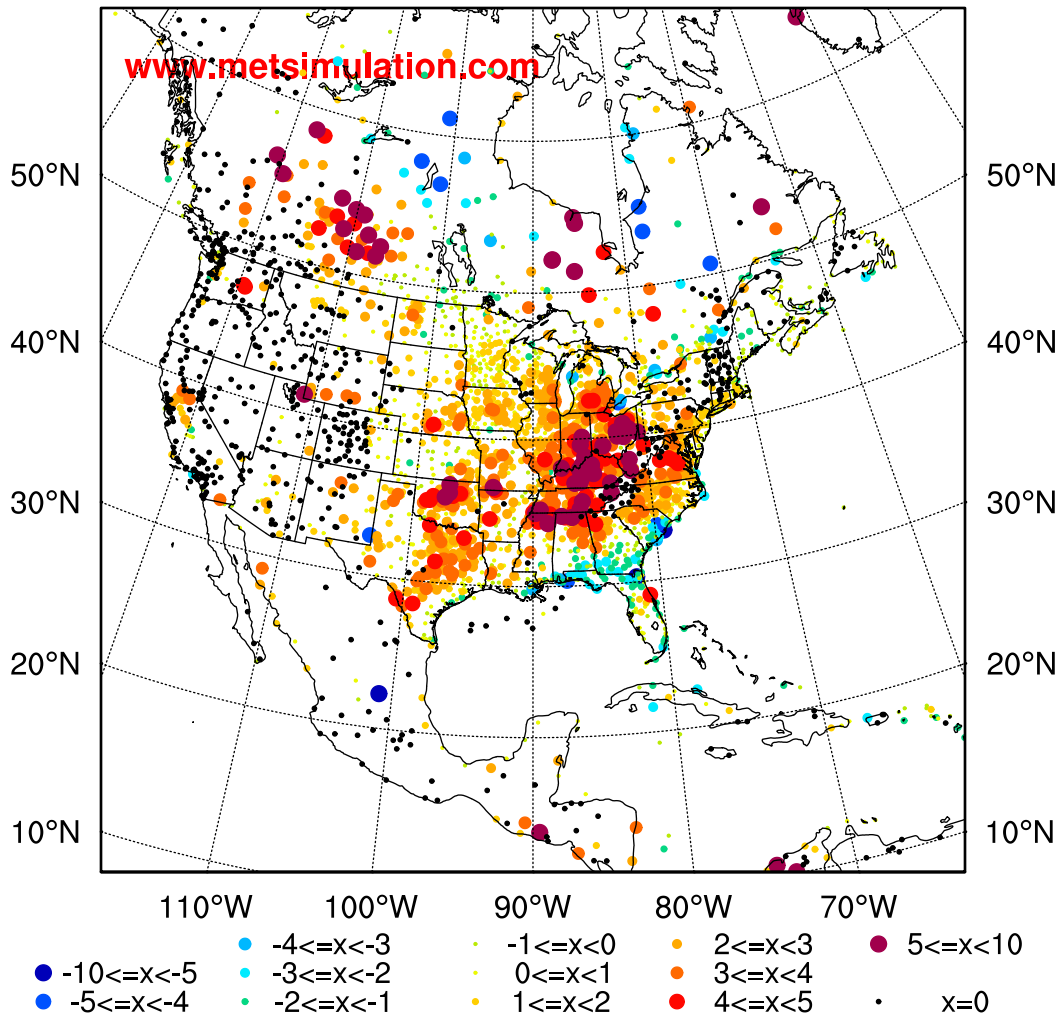 www.metsimulation.com
50°N 50°N
40°N 40°N
30°N 30°N
20°N 20°N
10°N 10°N
110°W 100°W 90°W 80°W 70°W
-4<=x<-3 -1<=x<0 2<=x<3 5<=x<10
-10<=x<-5 -3<=x<-2 0<=x<1 3<=x<4
-5<=x<-4 -2<=x<-1 1<=x<2 4<=x<5 x=0